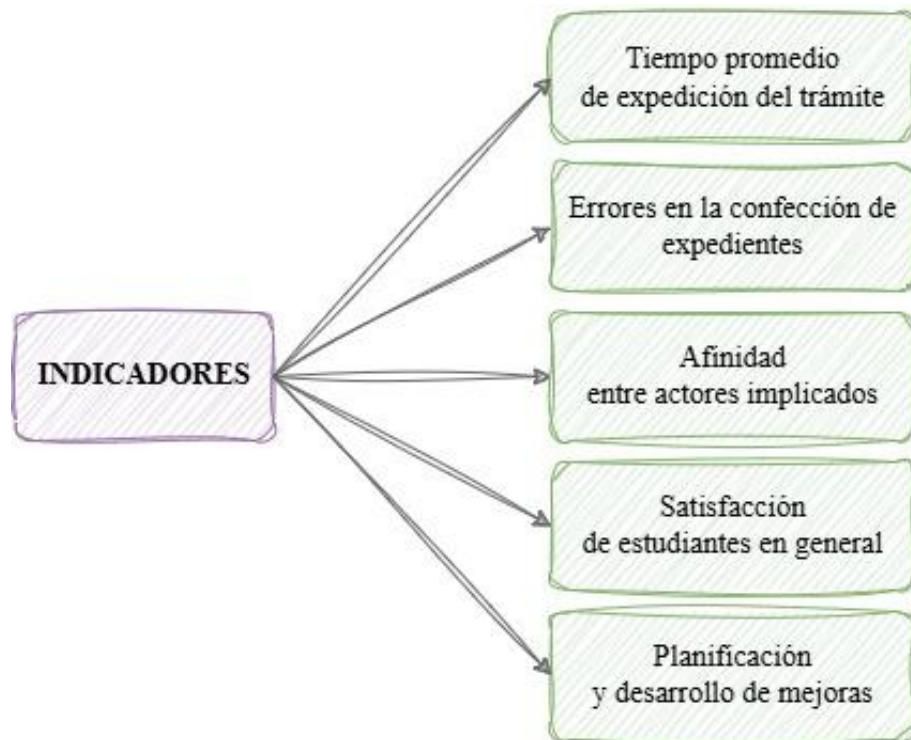 Tiempo promedio
de expedición del trámite
Errores en la confección de
expedientes
INDICADORES
Afinidad
entre actores implicados
Satisfacción
de estudiantes en general
Planificación
y desarrollo de mejoras